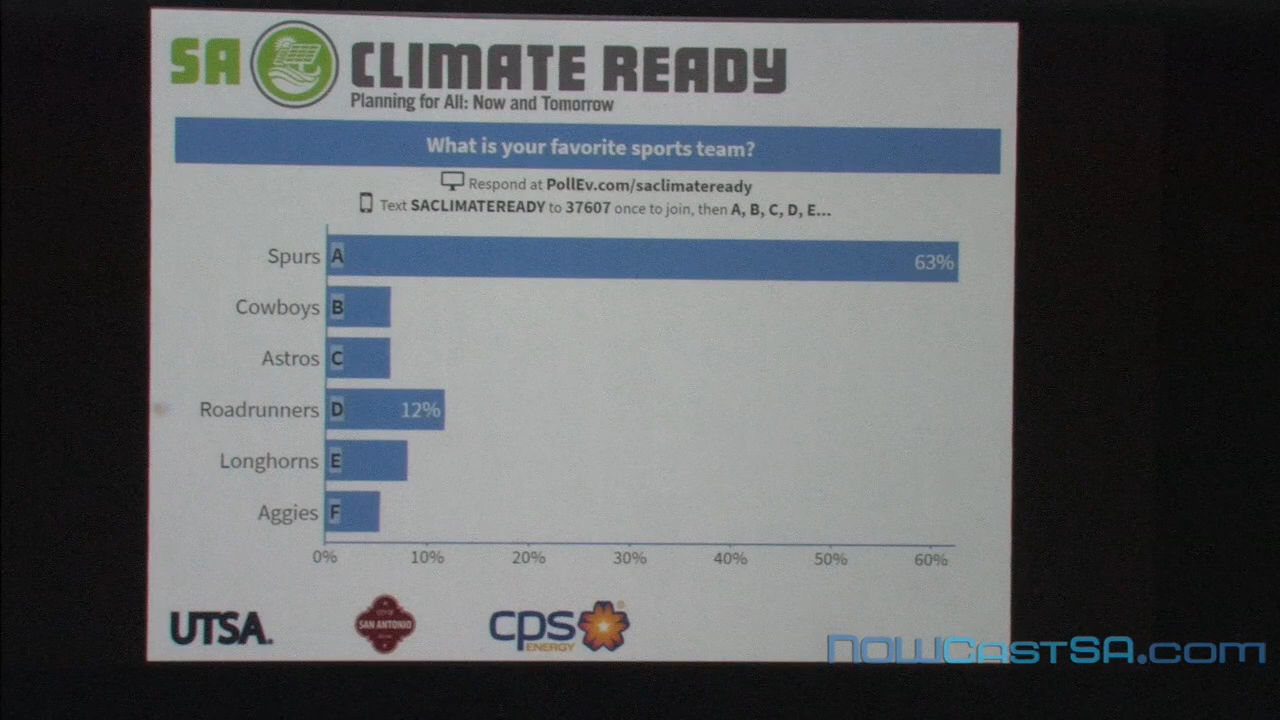 SA CLIMATE READY
Planning for All: Now and Tomorrow
What is your favorite sports team?
Respond at PollEv.com/saclimateready
Text SACLIMATEREADY to 37607 once to join, then A, B, C, D, E...
Spurs A 63%
Cowboys B
Astros C
Roadrunners D 12%
Longhorns E
Aggies F
0% 10% 20% 30% 40% 50% 60%
UTSA.
SAN ANTONIO
cps
ENERGY
NOWCastSA.com